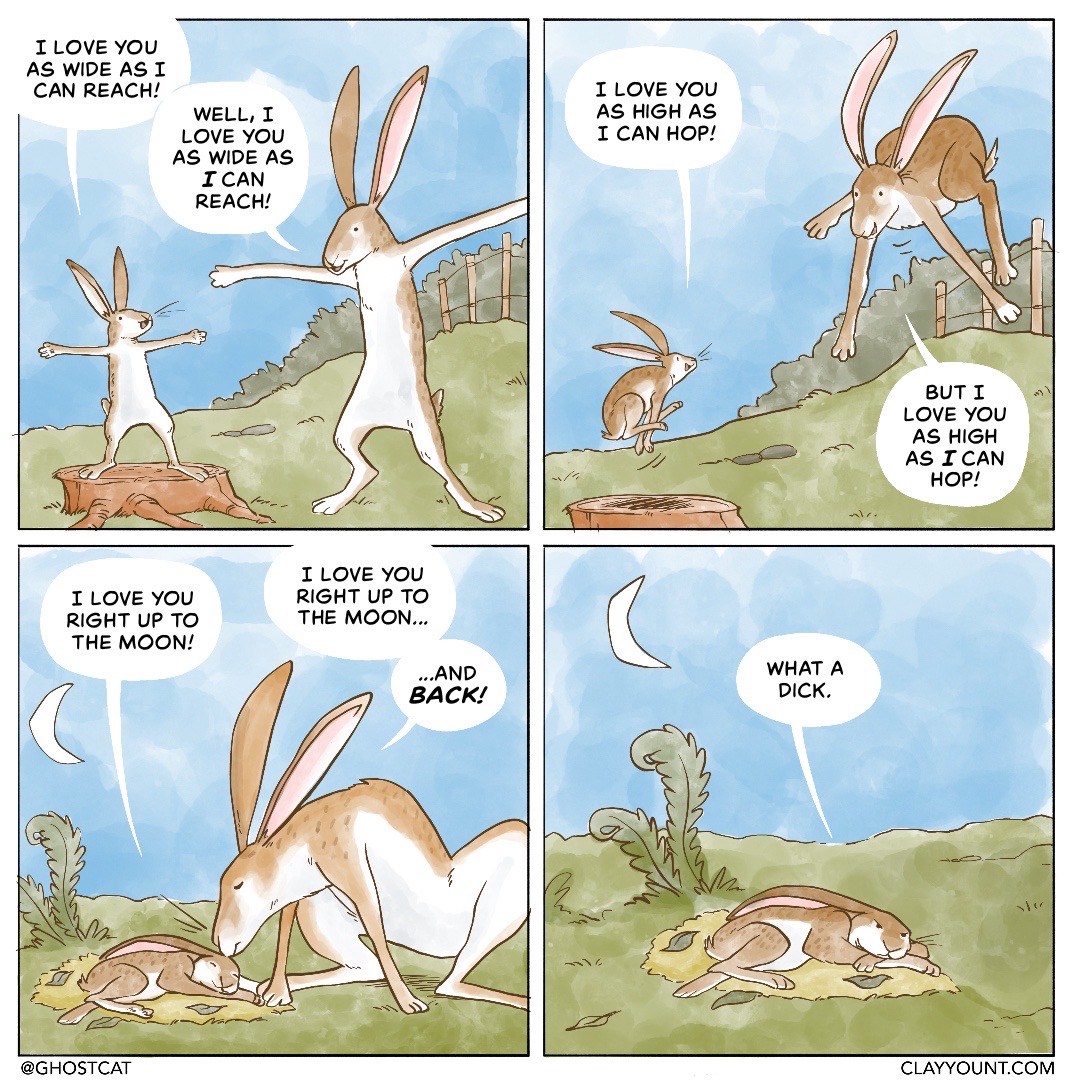 I LOVE YOU
AS WIDE AS I
CAN REACH!
WELL, I
LOVE YOU
AS WIDE AS
I CAN
REACH!
I LOVE YOU
AS HIGH AS
I CAN HOP!
BUT I
LOVE YOU
AS HIGH
AS I CAN
HOP!
I LOVE YOU
RIGHT UP TO
THE MOON!
I LOVE YOU
RIGHT UP TO
THE MOON...
...AND
BACK!
WHAT A
DICK.
@GHOSTCAT
CLAYYOUNT.COM